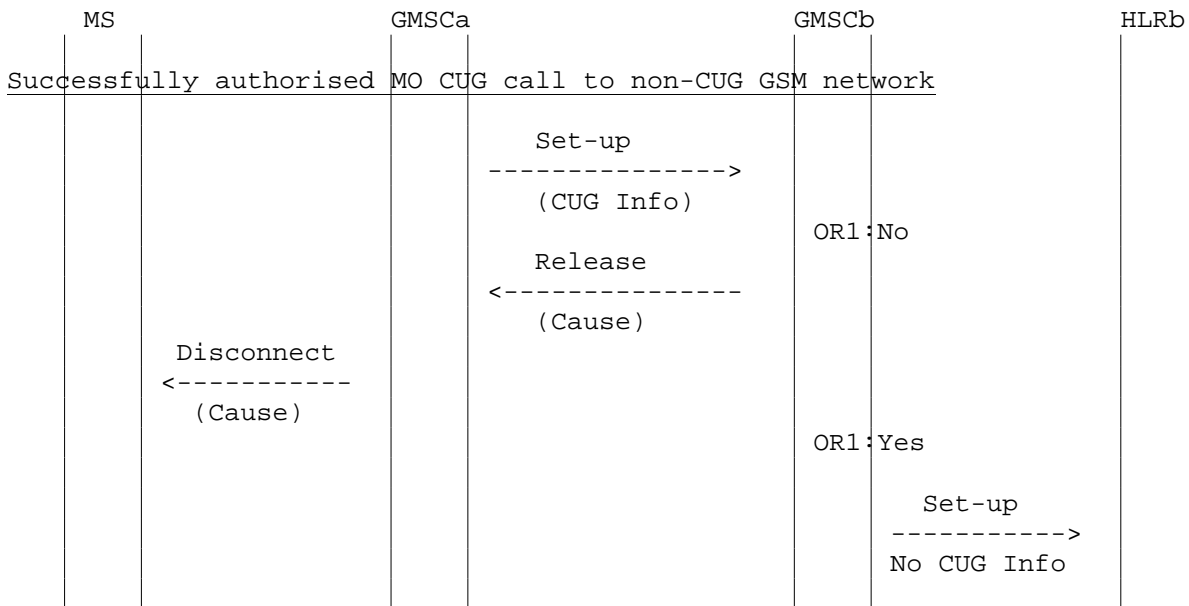 MS GMSCa GMSCb HLRb
Successfully authorised MO CUG call to non-CUG GSM network
Set-up
--------------->
(CUG Info)
OR1:No
Release
<---------------
(Cause)
Disconnect
<-----------
(Cause)
OR1:Yes
Set-up
----------->
No CUG Info